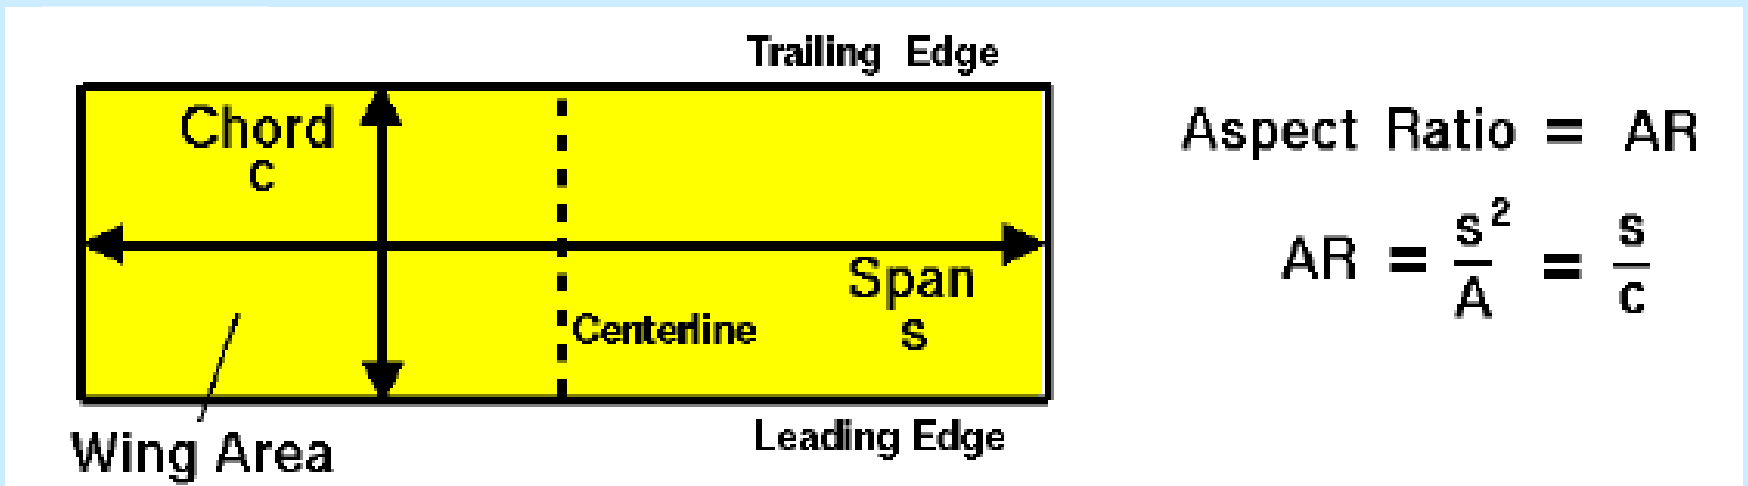 Trailing Edge
Chord
c
Span
s
Centerline
Wing Area
Leading Edge
Aspect Ratio = AR
AR = s²/A = s/c